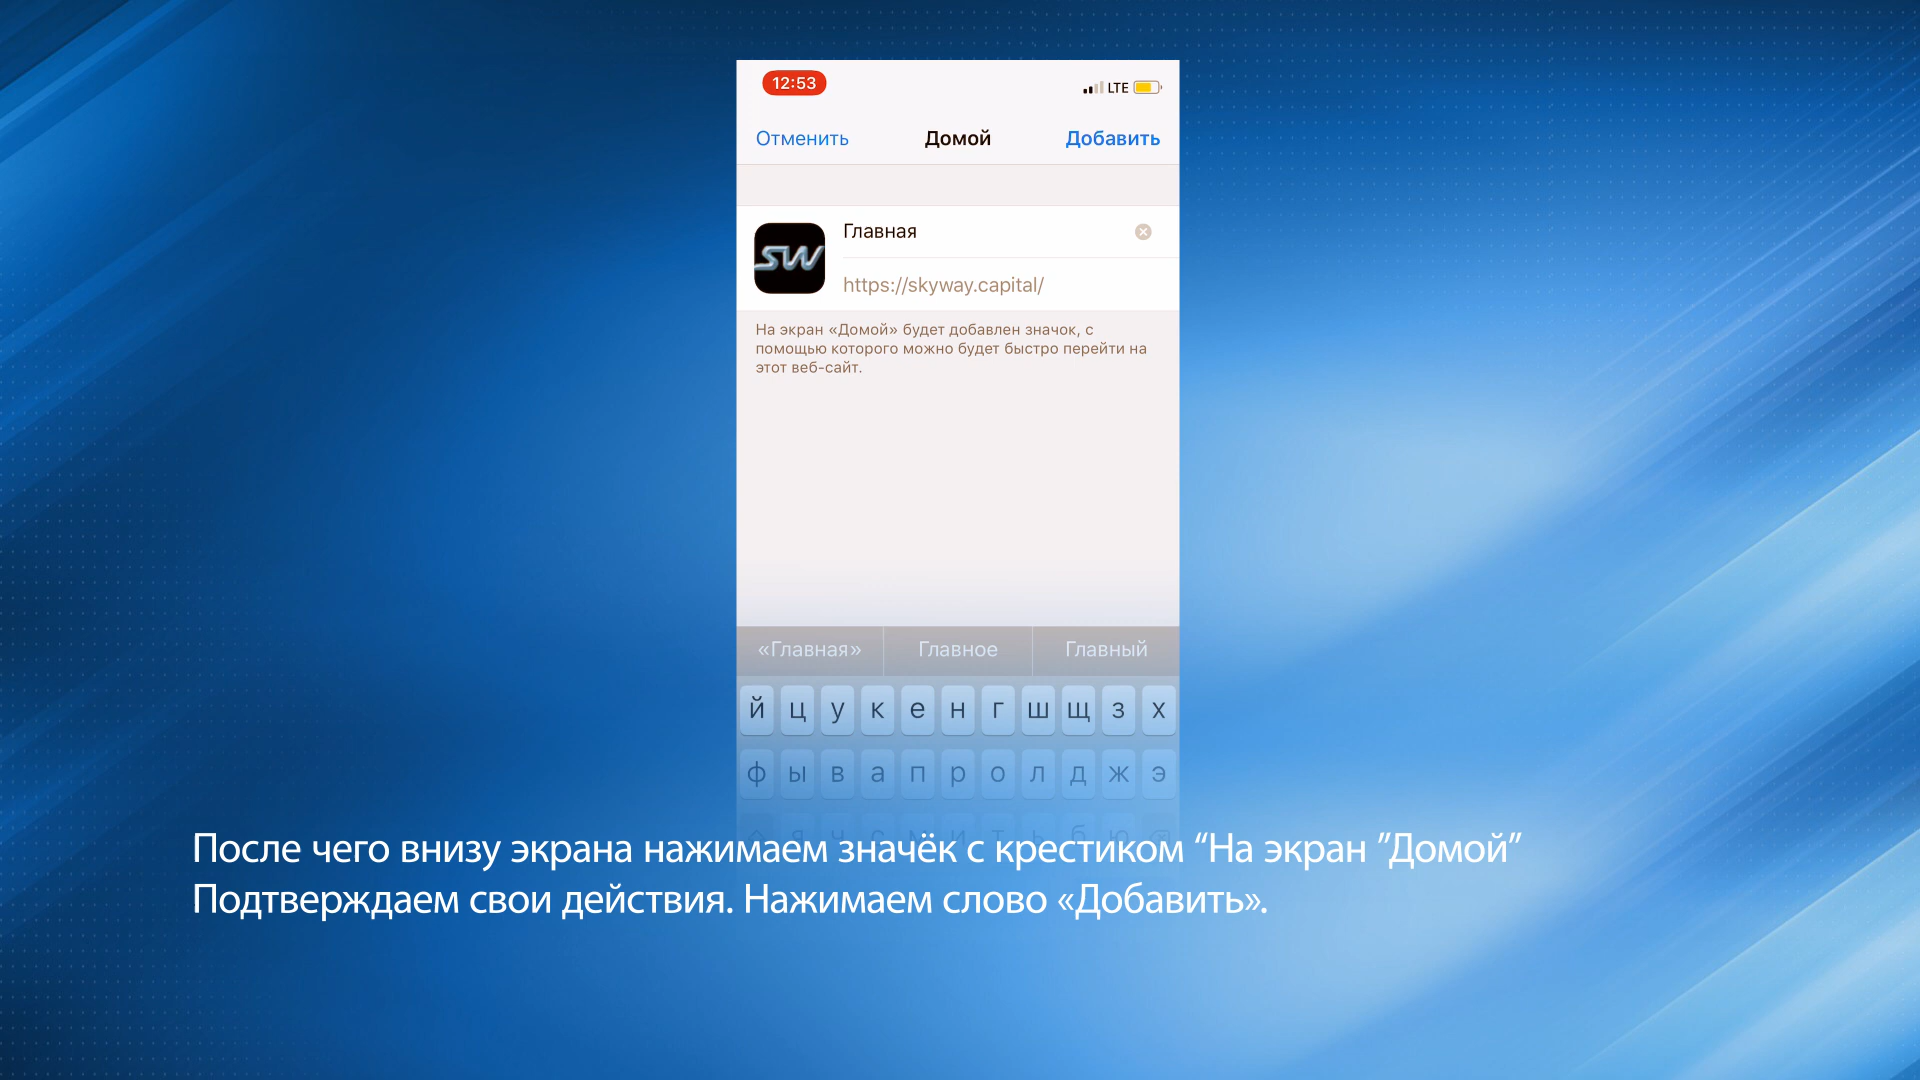 12:53
LTE
Отменить
Домой
Добавить
SW
Главная
https://skyway.capital/
На экран «Домой» будет добавлен значок, с
помощью которого можно будет быстро перейти на
этот веб-сайт.
«Главная» Главное Главный
й ц у к е н г ш щ з х
ф ы в а п р о л д ж э
я ч с м и т ь б ю
После чего внизу экрана нажимаем значёк с крестиком “На экран ”Домой”
Подтверждаем свои действия. Нажимаем слово «Добавить».